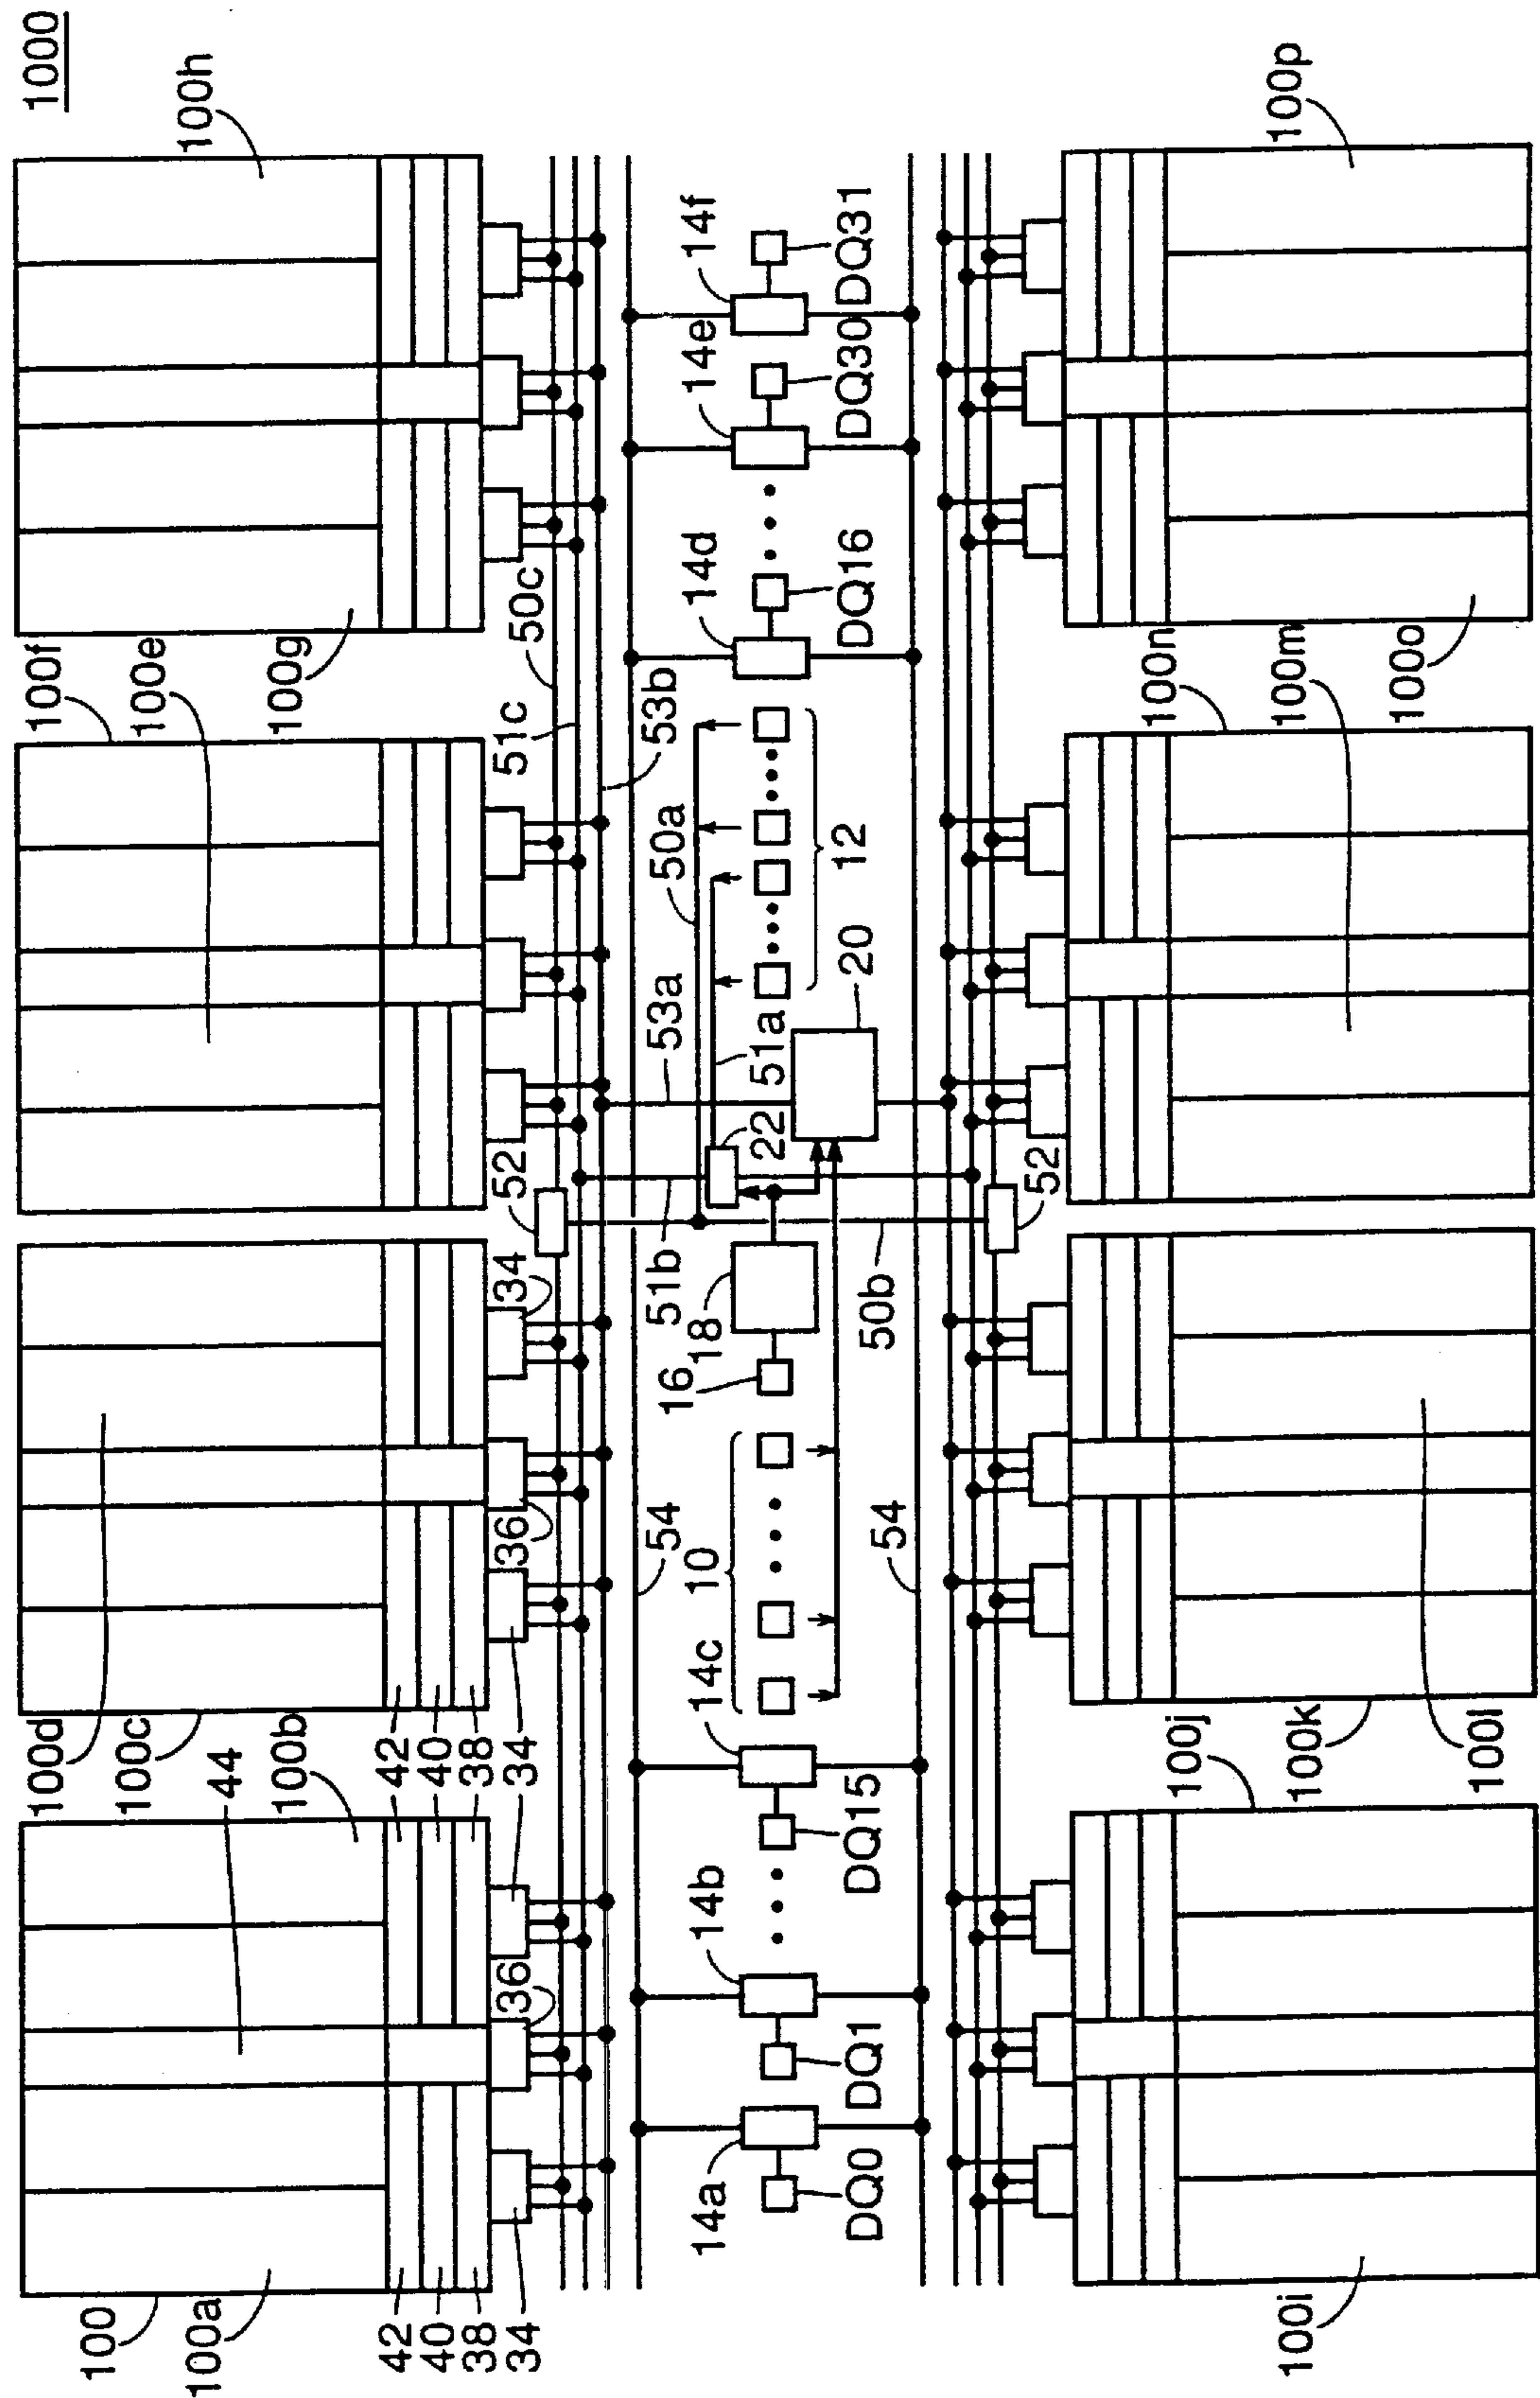 1000
100h
100f
100e
100g
100d
100c
44
100b
100
100a
42
40
38
34
42
40
38
34
36
34
36
34
34
52
50c
51c
53b
54
51b
53a
50a
14a
14b
14c
10
16
18
22
51a
12
14d
14e
14f
DQ0
DQ1
DQ15
54
50b
20
DQ16
DQ30
DQ31
52
100i
100j
100k
100l
100n
100m
100o
100p